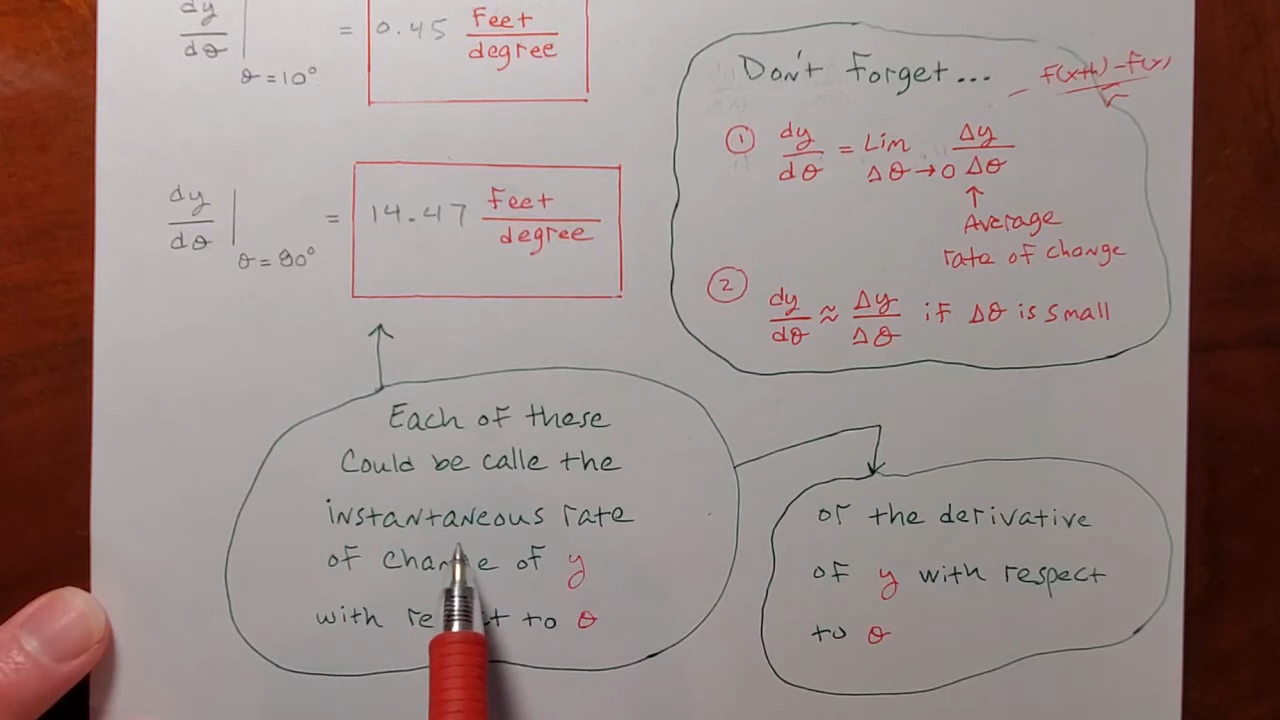 dy/dθ | θ=10° = 0.45 Feet/degree
dy/dθ | θ=80° = 14.47 Feet/degree
Don't Forget...
F(x+h)-F(x)
① dy/dθ = Lim Δθ→0 Δy/Δθ
↑
Average
rate of change
② dy/dθ ≈ Δy/Δθ if Δθ is small
Each of these
Could be calle the
instantaneous rate
of change of y
with re t to θ
or the derivative
of y with respect
to θ